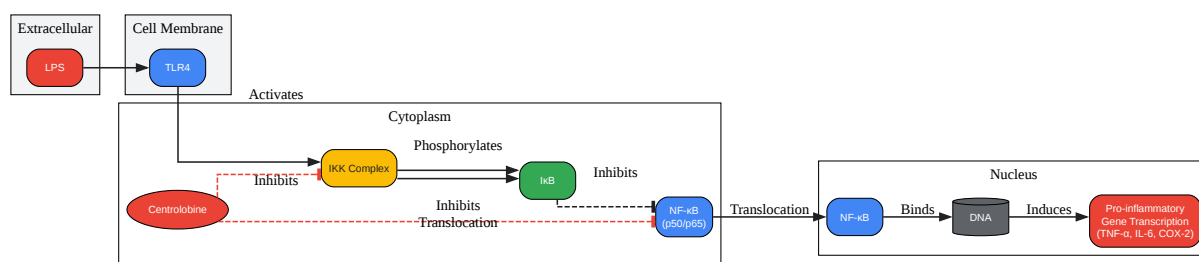 Extracellular
Cell Membrane
LPS
TLR4
Activates
Cytoplasm
Phosphorylates
IKK Complex
Inhibits
IκB
Inhibits
Centrolobine
Inhibits
Translocation
NF-κB
(p50/p65)
Translocation
Nucleus
NF-κB
Binds
DNA
Induces
Pro-inflammatory
Gene Transcription
(TNF-α, IL-6, COX-2)